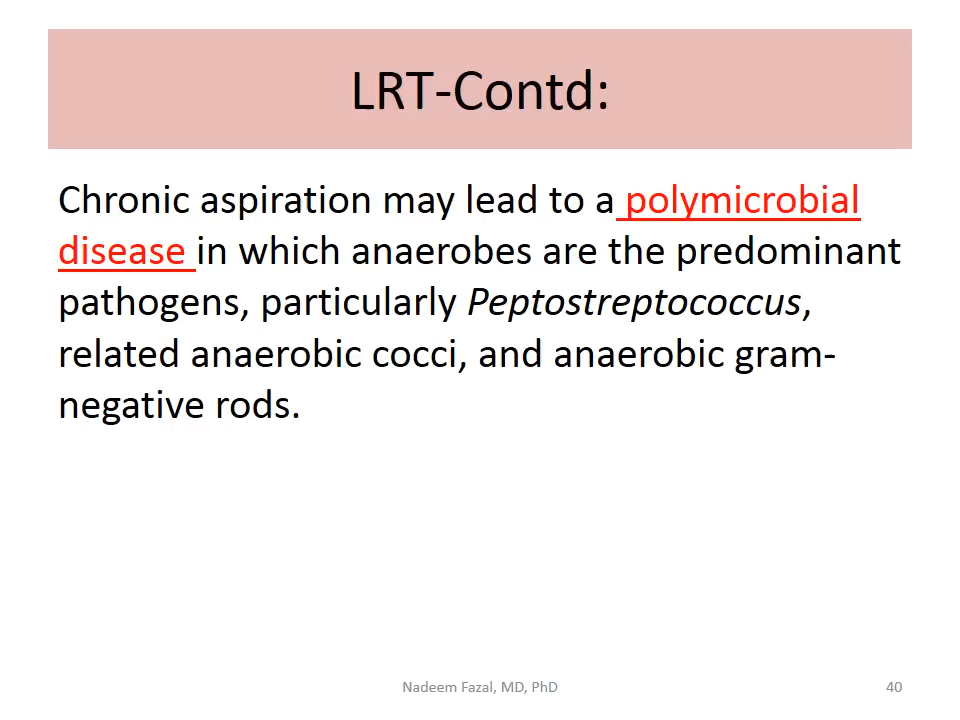 LRT-Contd:
Chronic aspiration may lead to a polymicrobial
disease in which anaerobes are the predominant
pathogens, particularly Peptostreptococcus,
related anaerobic cocci, and anaerobic gram-
negative rods.
Nadeem Fazal, MD, PhD
40